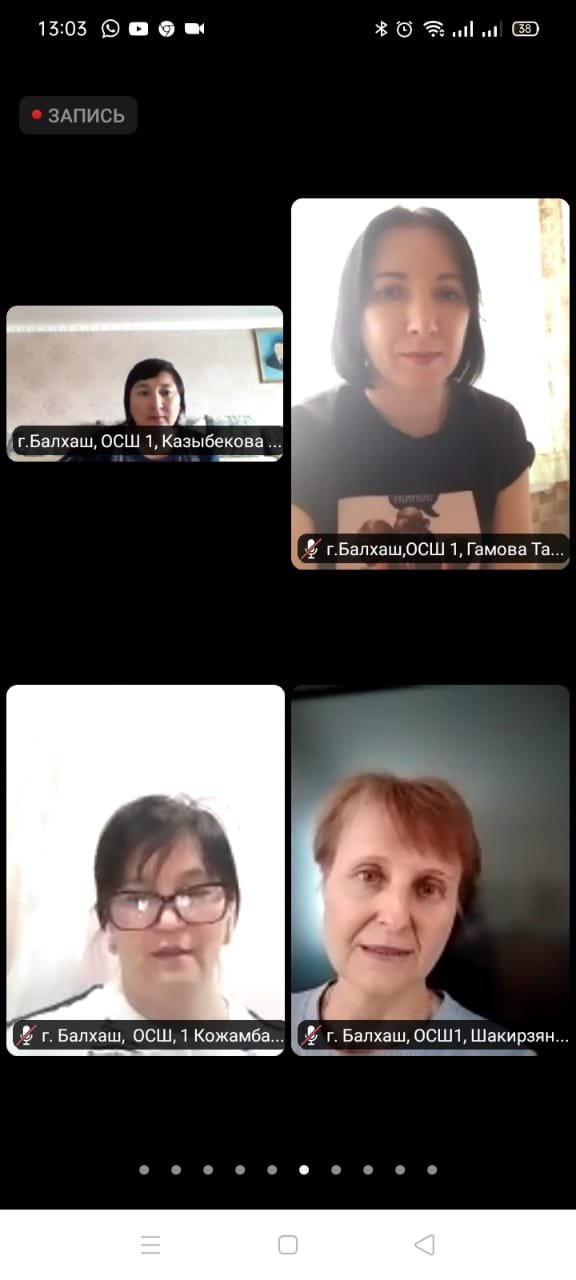 13:03
38
ЗАПИСЬ
г.Балхаш, ОСШ 1, Казыбекова ...
г.Балхаш,ОСШ 1, Гамова Та...
г. Балхаш, ОСШ, 1 Кожамба...
г. Балхаш, ОСШ1, Шакирзян...